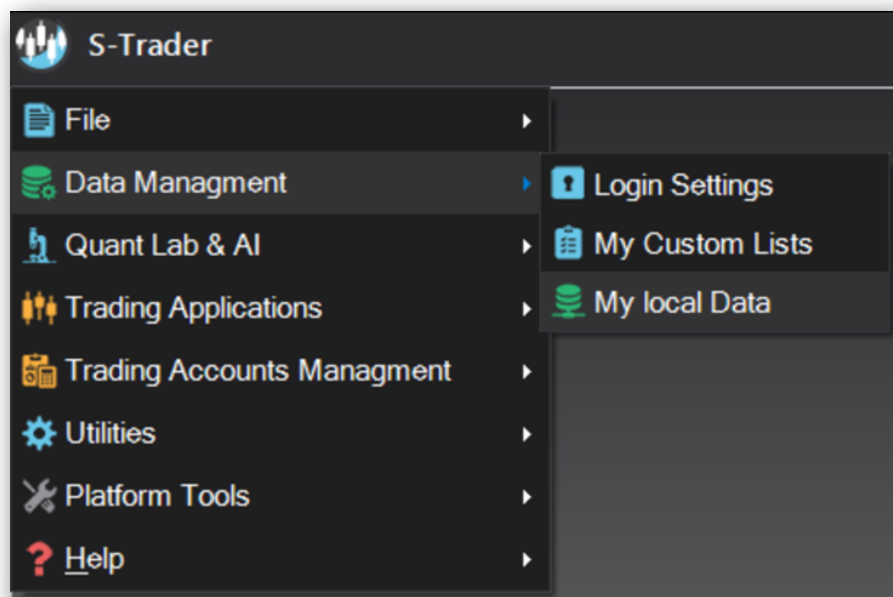 S-Trader
File
Data Managment
Login Settings
My Custom Lists
My local Data
Quant Lab & AI
Trading Applications
Trading Accounts Managment
Utilities
Platform Tools
Help